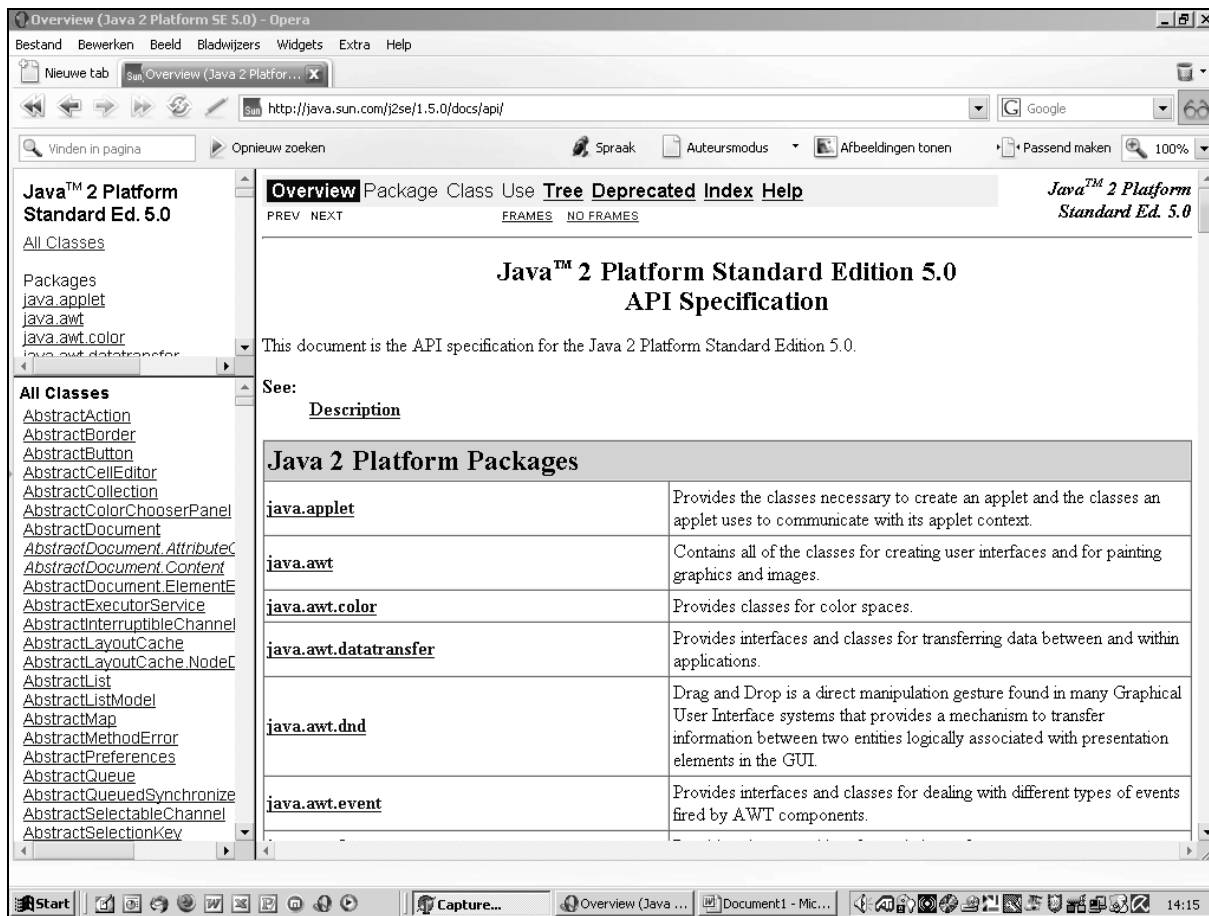 Overview (Java 2 Platform SE 5.0) - Opera
Bestand Bewerken Beeld Bladwijzers Widgets Extra Help
Nieuwe tab
Sun Overview (Java 2 Platfor...
Sun http://java.sun.com/j2se/1.5.0/docs/api/
G Google
Vinden in pagina
Opnieuw zoeken
Spraak
Auteursmodus
Afbeeldingen tonen
Passend maken
100%
Java™ 2 Platform
Standard Ed. 5.0
All Classes
Packages
java.applet
java.awt
java.awt.color
java.awt.datatransfer
All Classes
AbstractAction
AbstractBorder
AbstractButton
AbstractCellEditor
AbstractCollection
AbstractColorChooserPanel
AbstractDocument
AbstractDocument.AttributeC
AbstractDocument.Content
AbstractDocument.ElementE
AbstractExecutorService
AbstractInterruptibleChannel
AbstractLayoutCache
AbstractLayoutCache.NodeD
AbstractList
AbstractListModel
AbstractMap
AbstractMethodError
AbstractPreferences
AbstractQueue
AbstractQueuedSynchronize
AbstractSelectableChannel
AbstractSelectionKey
Overview Package Class Use Tree Deprecated Index Help
PREV NEXT FRAMES NO FRAMES
Java™ 2 Platform
Standard Ed. 5.0
Java™ 2 Platform Standard Edition 5.0
API Specification
This document is the API specification for the Java 2 Platform Standard Edition 5.0.
See:
Description
Java 2 Platform Packages
java.applet
Provides the classes necessary to create an applet and the classes an
applet uses to communicate with its applet context.
java.awt
Contains all of the classes for creating user interfaces and for painting
graphics and images.
java.awt.color
Provides classes for color spaces.
java.awt.datatransfer
Provides interfaces and classes for transferring data between and within
applications.
java.awt.dnd
Drag and Drop is a direct manipulation gesture found in many Graphical
User Interface systems that provides a mechanism to transfer
information between two entities logically associated with presentation
elements in the GUI.
java.awt.event
Provides interfaces and classes for dealing with different types of events
fired by AWT components.
Start
Capture...
Overview (Java ...
Document1 - Mic...
14:15